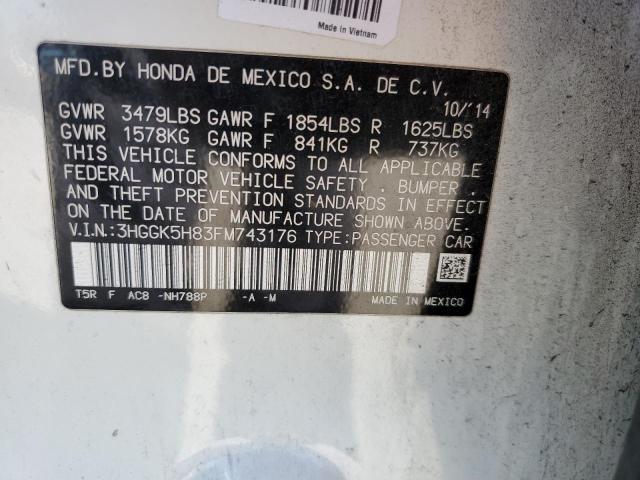 Made in Vietnam
MFD.BY HONDA DE MEXICO S.A. DE C.V.
10/'14
GVWR 3479LBS GAWR F 1854LBS R 1625LBS
GVWR 1578KG GAWR F 841KG R 737KG
THIS VEHICLE CONFORMS TO ALL APPLICABLE
FEDERAL MOTOR VEHICLE SAFETY , BUMPER ,
AND THEFT PREVENTION STANDARDS IN EFFECT
ON THE DATE OF MANUFACTURE SHOWN ABOVE.
V.I.N:3HGGK5H83FM743176 TYPE:PASSENGER CAR
T5R F AC8 -NH788P -A -M MADE IN MEXICO